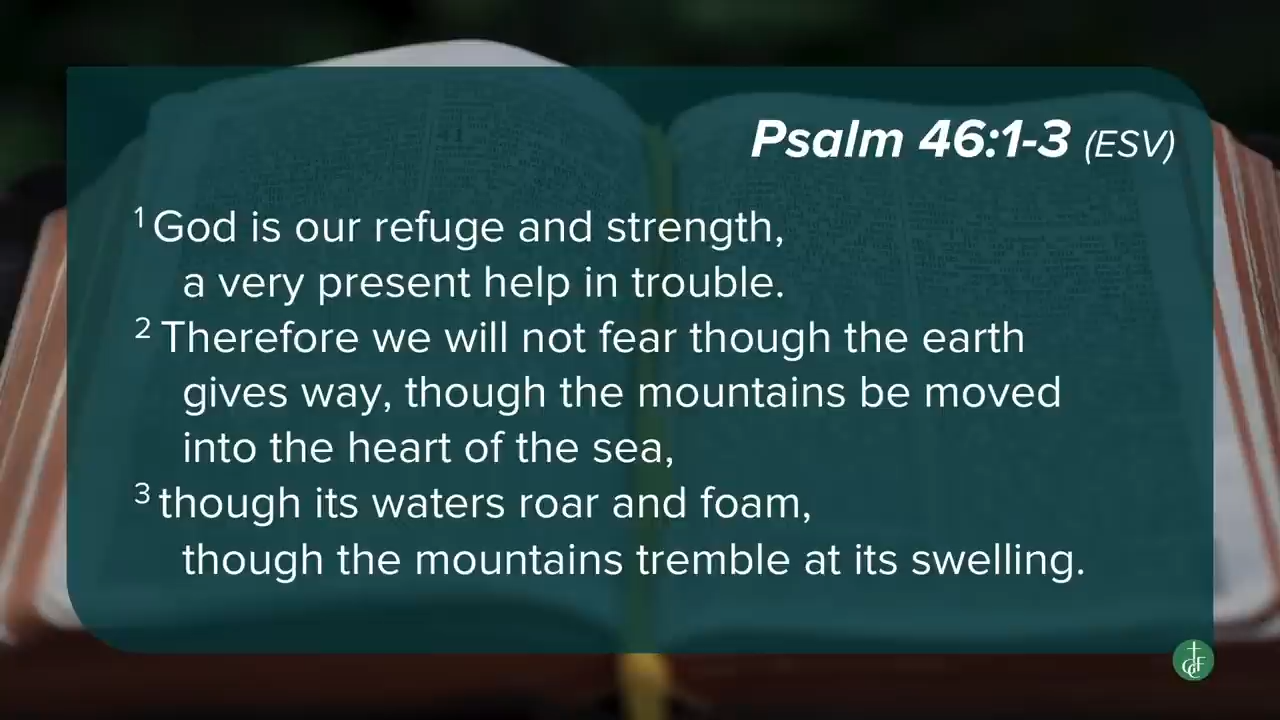 Psalm 46:1-3 (ESV)
1 God is our refuge and strength,
a very present help in trouble.
2 Therefore we will not fear though the earth
gives way, though the mountains be moved
into the heart of the sea,
3 though its waters roar and foam,
though the mountains tremble at its swelling.